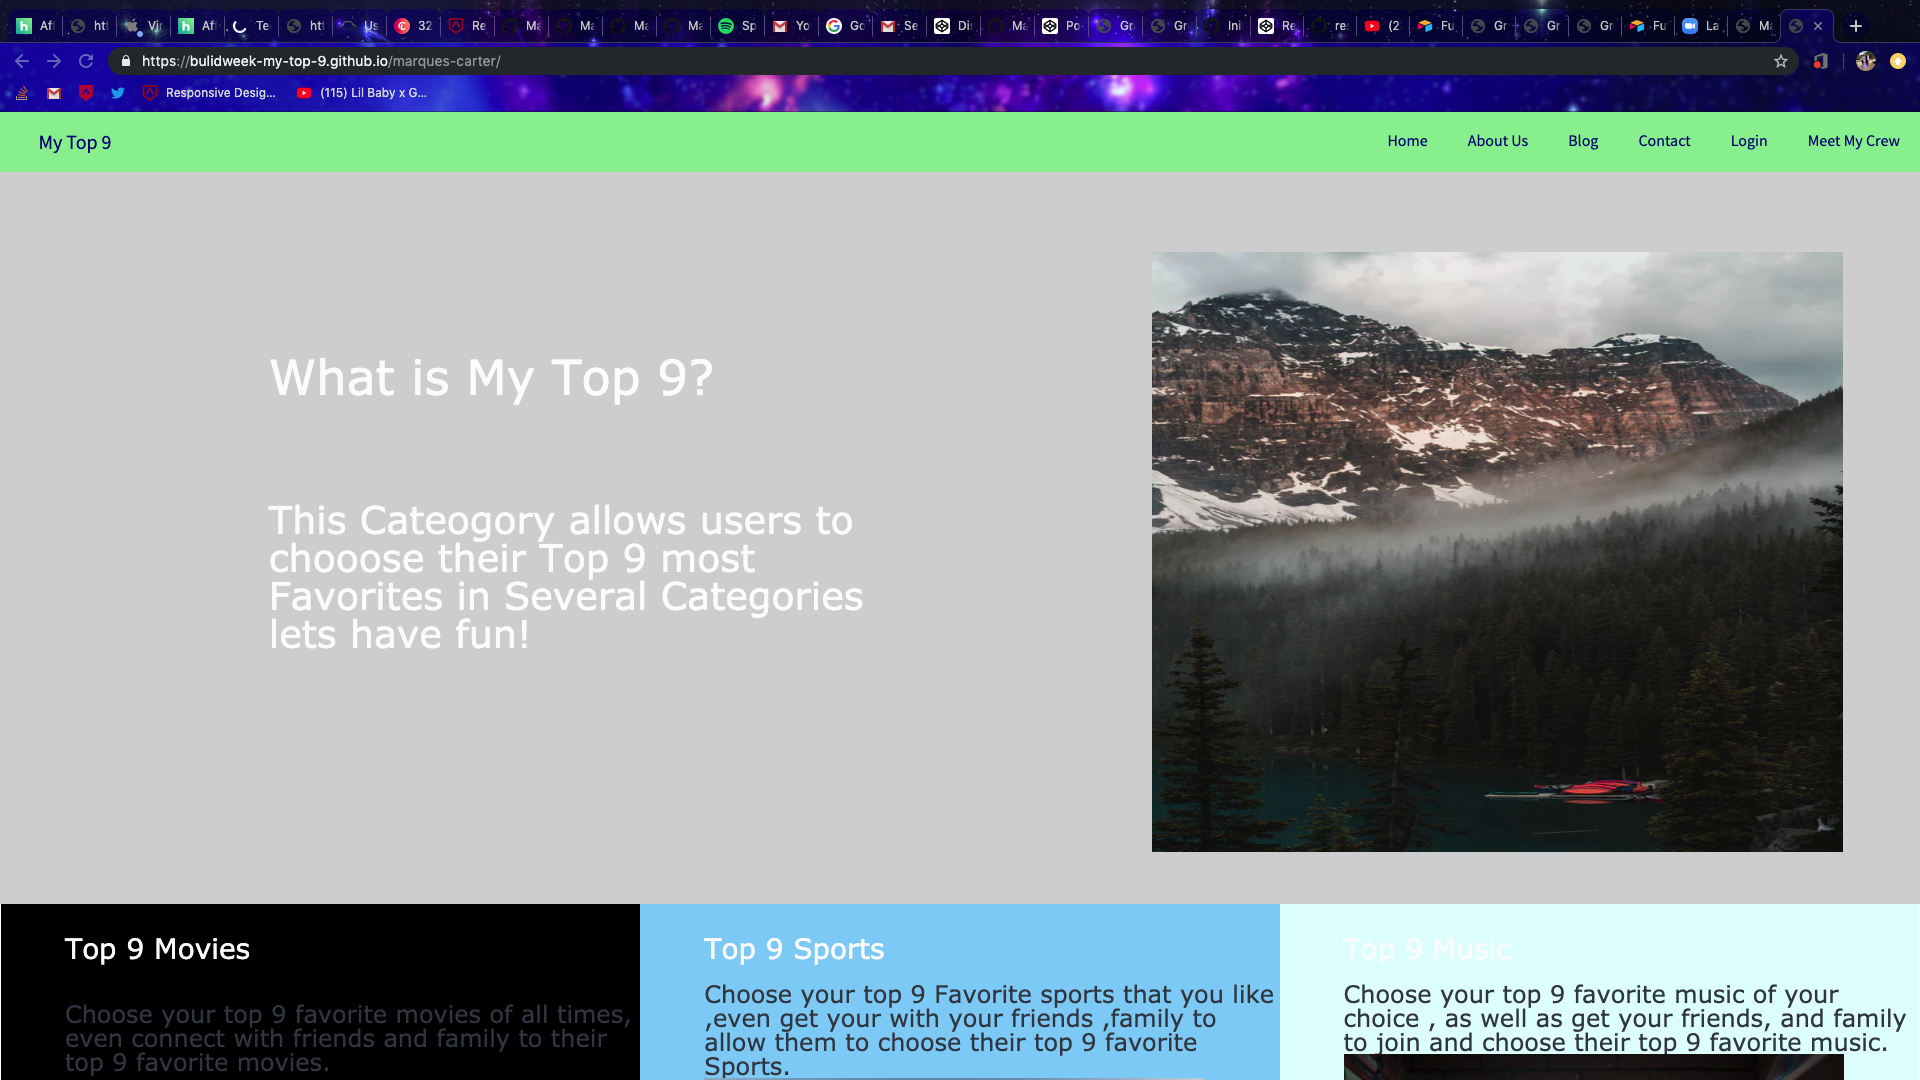 Af
htt
Vir
Af
Te
htt
Us
32
Re
Ma
Ma
Ma
Ma
Sp
Yo
Go
Se
Di
Ma
Po
Gr
Gr
Ini
Re
re
(2
Fu
Gr
Gr
Gr
Fu
La
Ma
https://bulidweek-my-top-9.github.io/marques-carter/
Responsive Desig...
(115) Lil Baby x G...
My Top 9
Home
About Us
Blog
Contact
Login
Meet My Crew
What is My Top 9?
This Cateogory allows users to
chooose their Top 9 most
Favorites in Several Categories
lets have fun!
Top 9 Movies
Choose your top 9 favorite movies of all times,
even connect with friends and family to their
top 9 favorite movies.
Top 9 Sports
Choose your top 9 Favorite sports that you like
,even get your with your friends ,family to
allow them to choose their top 9 favorite
Sports.
Top 9 Music
Choose your top 9 favorite music of your
choice , as well as get your friends, and family
to join and choose their top 9 favorite music.